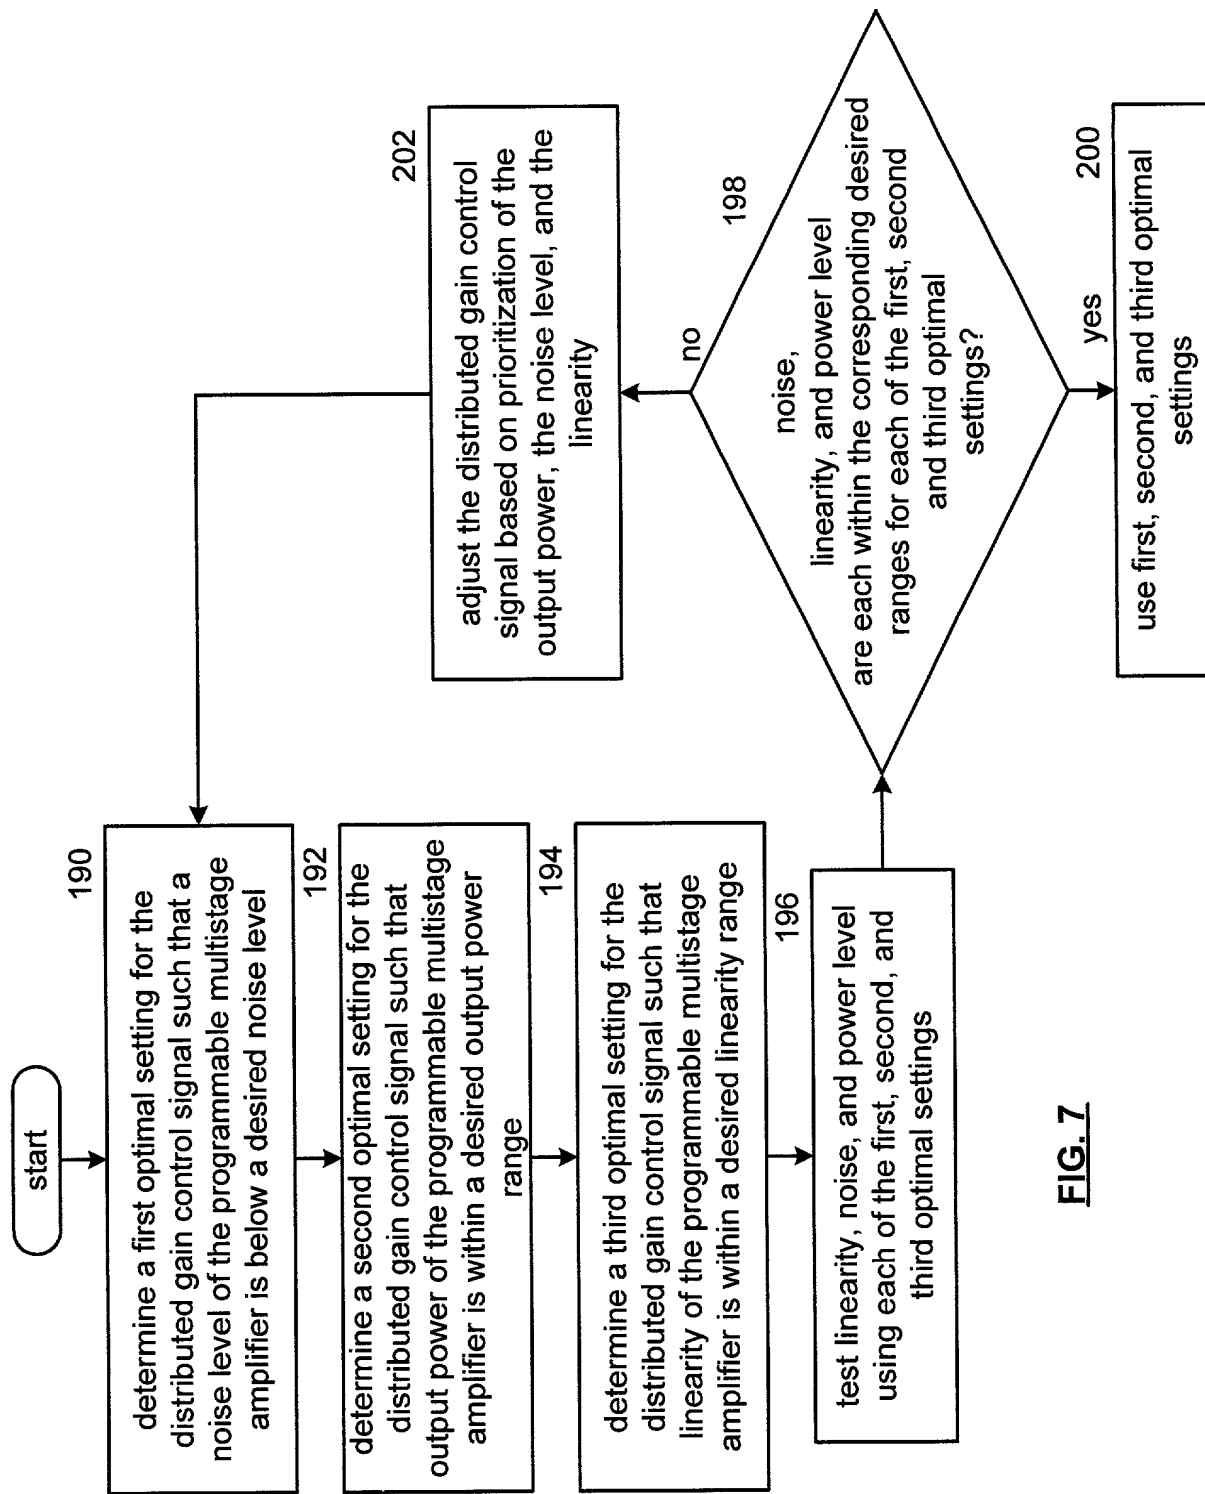 start
190
determine a first optimal setting for the
distributed gain control signal such that a
noise level of the programmable multistage
amplifier is below a desired noise level
192
determine a second optimal setting for the
distributed gain control signal such that
output power of the programmable multistage
amplifier is within a desired output power
range
194
determine a third optimal setting for the
distributed gain control signal such that
linearity of the programmable multistage
amplifier is within a desired linearity range
196
test linearity, noise, and power level
using each of the first, second, and
third optimal settings
202
adjust the distributed gain control
signal based on prioritization of the
output power, the noise level, and the
linearity
no
198
noise,
linearity, and power level
are each within the corresponding desired
ranges for each of the first, second
and third optimal
settings?
yes
200
use first, second, and third optimal
settings
FIG. 7